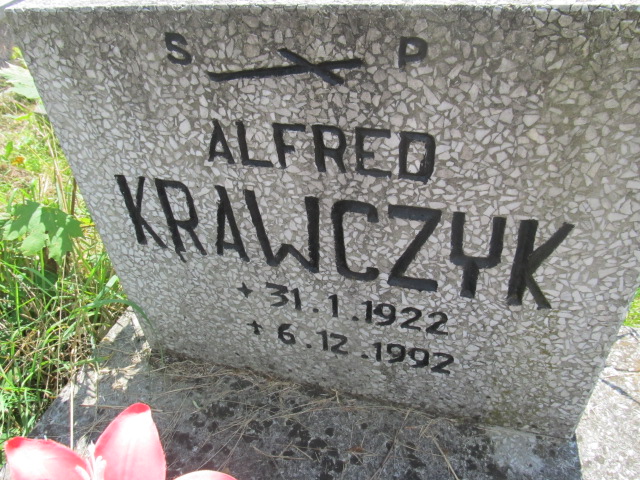 S P
ALFRED
KRAWCZYK
* 31.1.1922
+ 6.12.1992